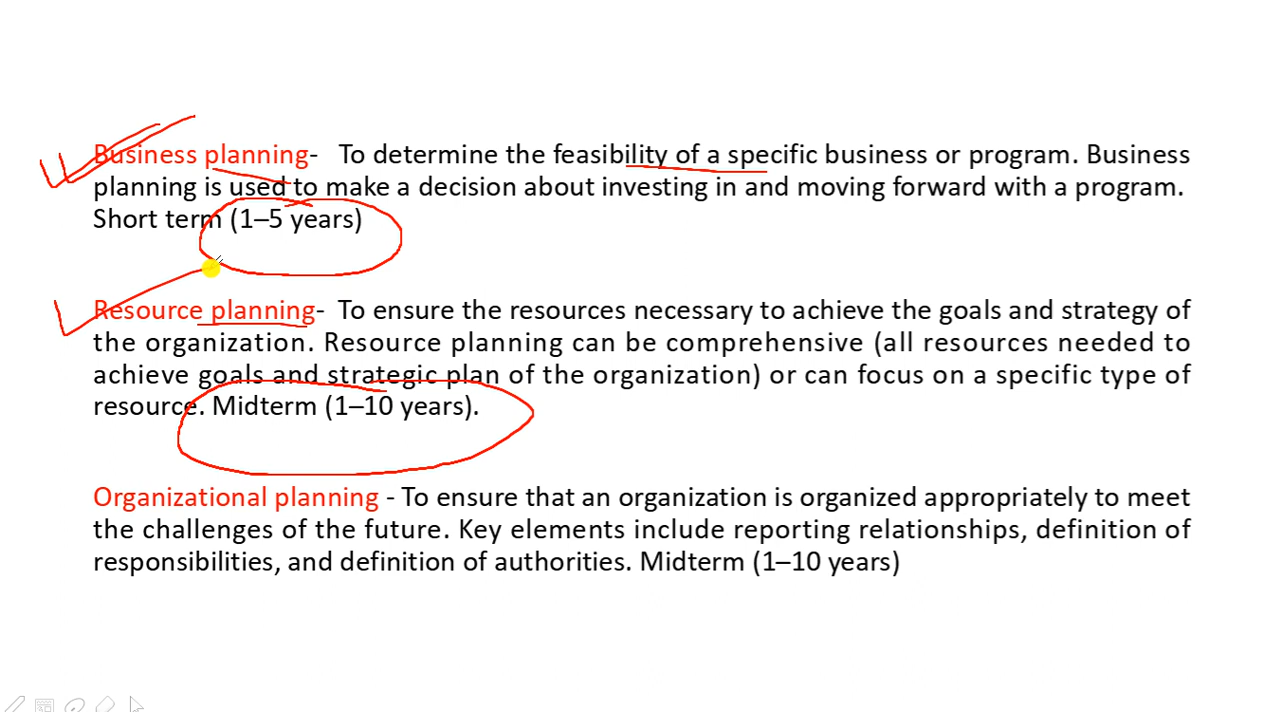 Business planning- To determine the feasibility of a specific business or program. Business
planning is used to make a decision about investing in and moving forward with a program.
Short term (1–5 years)
Resource planning- To ensure the resources necessary to achieve the goals and strategy of
the organization. Resource planning can be comprehensive (all resources needed to
achieve goals and strategic plan of the organization) or can focus on a specific type of
resource. Midterm (1–10 years).
Organizational planning - To ensure that an organization is organized appropriately to meet
the challenges of the future. Key elements include reporting relationships, definition of
responsibilities, and definition of authorities. Midterm (1–10 years)